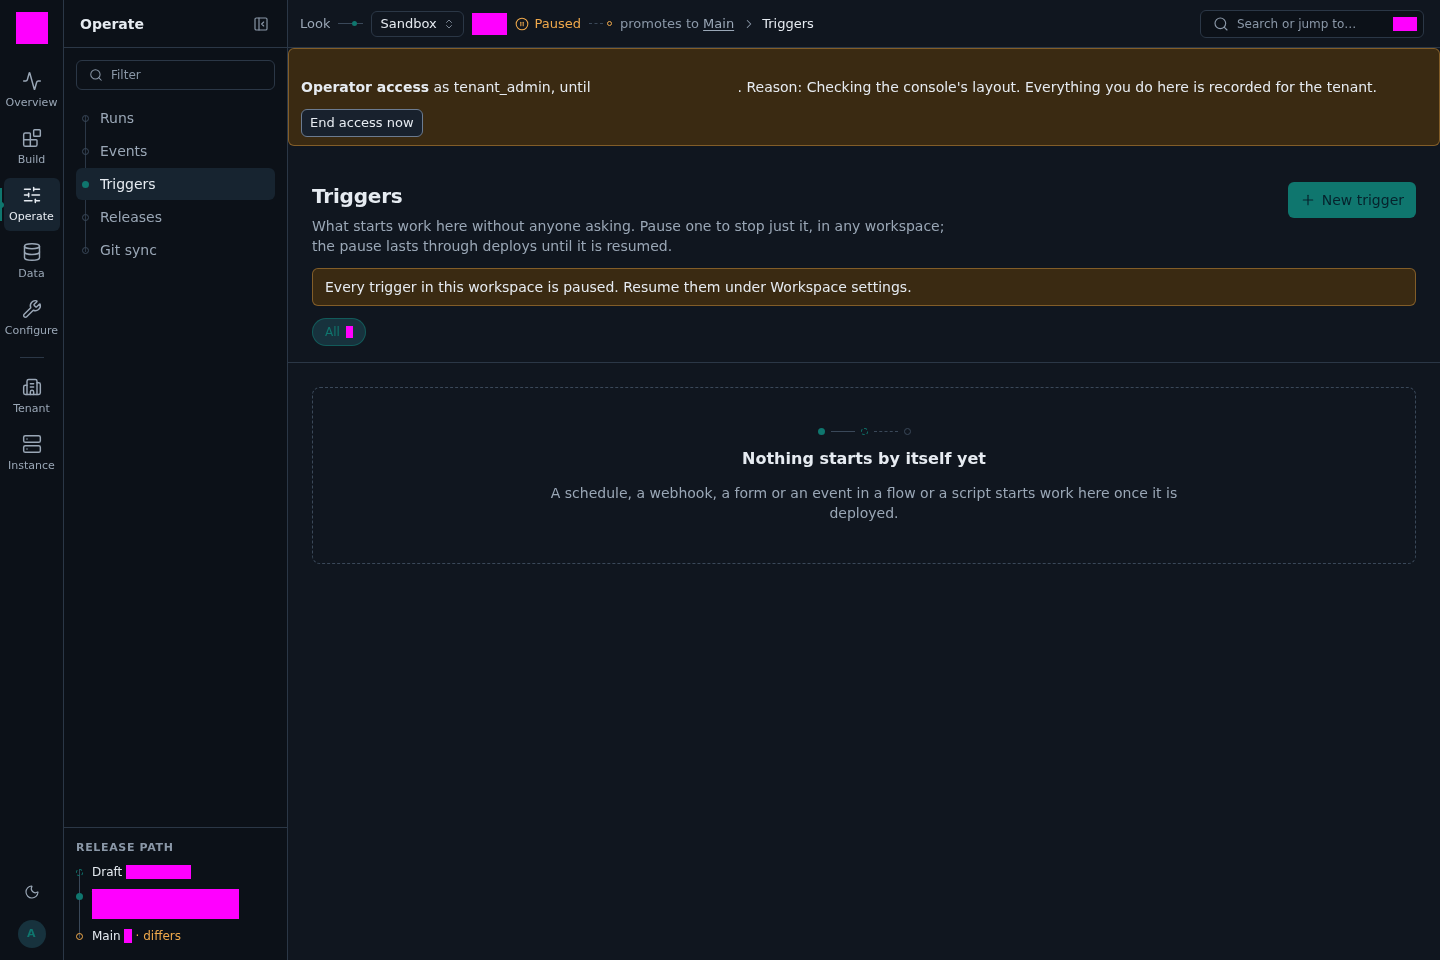 Operate
Look
Sandbox
Paused
promotes to Main
Triggers
Search or jump to...
Overview
Build
Operate
Data
Configure
Tenant
Instance
A
Filter
Runs
Events
Triggers
Releases
Git sync
RELEASE PATH
Draft
Main · differs
Operator access as tenant_admin, until . Reason: Checking the console's layout. Everything you do here is recorded for the tenant.
End access now
Triggers
New trigger
What starts work here without anyone asking. Pause one to stop just it, in any workspace;
the pause lasts through deploys until it is resumed.
Every trigger in this workspace is paused. Resume them under Workspace settings.
All
Nothing starts by itself yet
A schedule, a webhook, a form or an event in a flow or a script starts work here once it is
deployed.